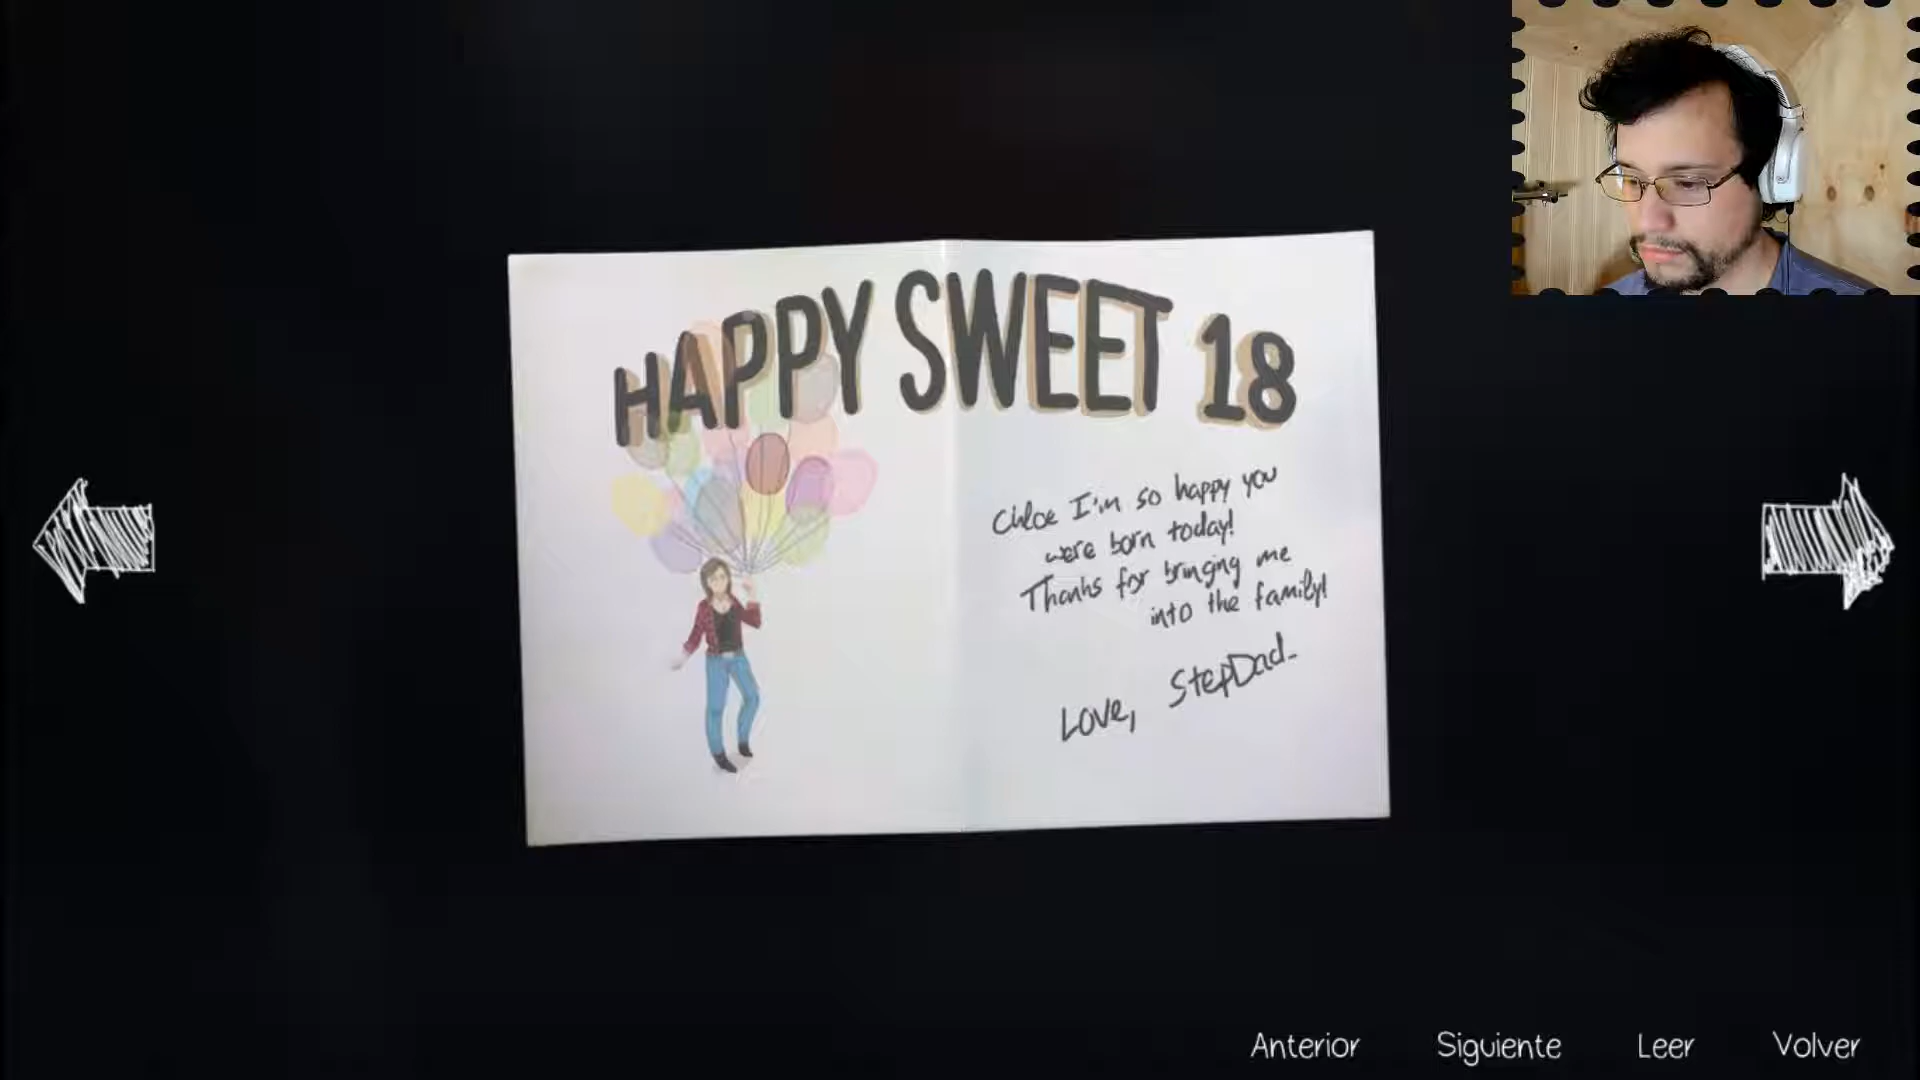 HAPPY SWEET 18
Chloe I'm so happy you
were born today!
Thanks for bringing me
into the family!
Love, StepDad-
Anterior
Siguiente
Leer
Volver